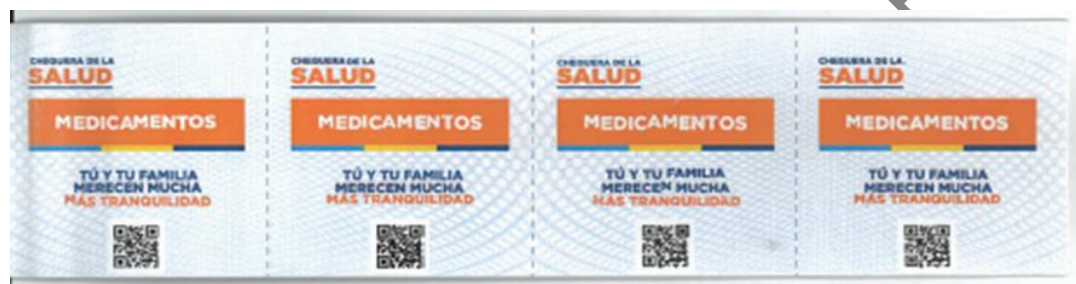 CHEQUERA DE LA
SALUD
MEDICAMENTOS
TÚ Y TU FAMILIA
MERECEN MUCHA
MÁS TRANQUILIDAD
CHEQUERA DE LA
SALUD
MEDICAMENTOS
TÚ Y TU FAMILIA
MERECEN MUCHA
MÁS TRANQUILIDAD
CHEQUERA DE LA
SALUD
MEDICAMENTOS
TÚ Y TU FAMILIA
MERECEN MUCHA
MÁS TRANQUILIDAD
CHEQUERA DE LA
SALUD
MEDICAMENTOS
TÚ Y TU FAMILIA
MERECEN MUCHA
MÁS TRANQUILIDAD